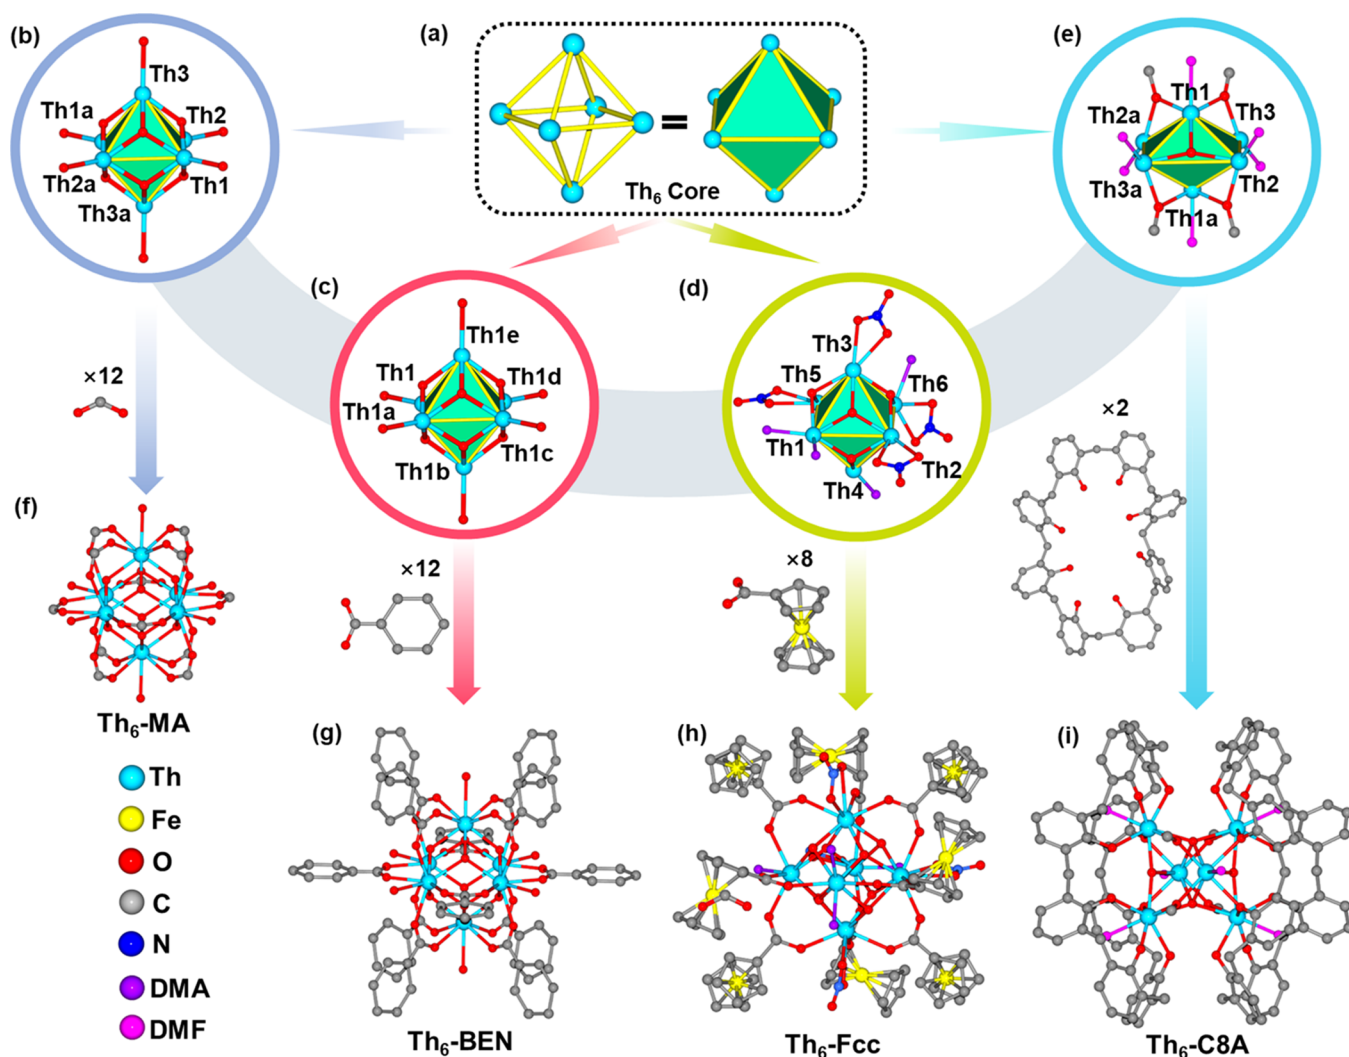 (a)
Th₆ Core
(b)
Th3
Th1a
Th2
Th2a
Th1
Th3a
(c)
Th1e
Th1
Th1d
Th1a
Th1b
Th1c
(d)
Th3
Th5
Th6
Th1
Th2
Th4
(e)
Th1
Th2a
Th3
Th3a
Th2
Th1a
×12
×12
×8
×2
(f)
Th₆-MA
(g)
Th₆-BEN
(h)
Th₆-Fcc
(i)
Th₆-C8A
Th
Fe
O
C
N
DMA
DMF